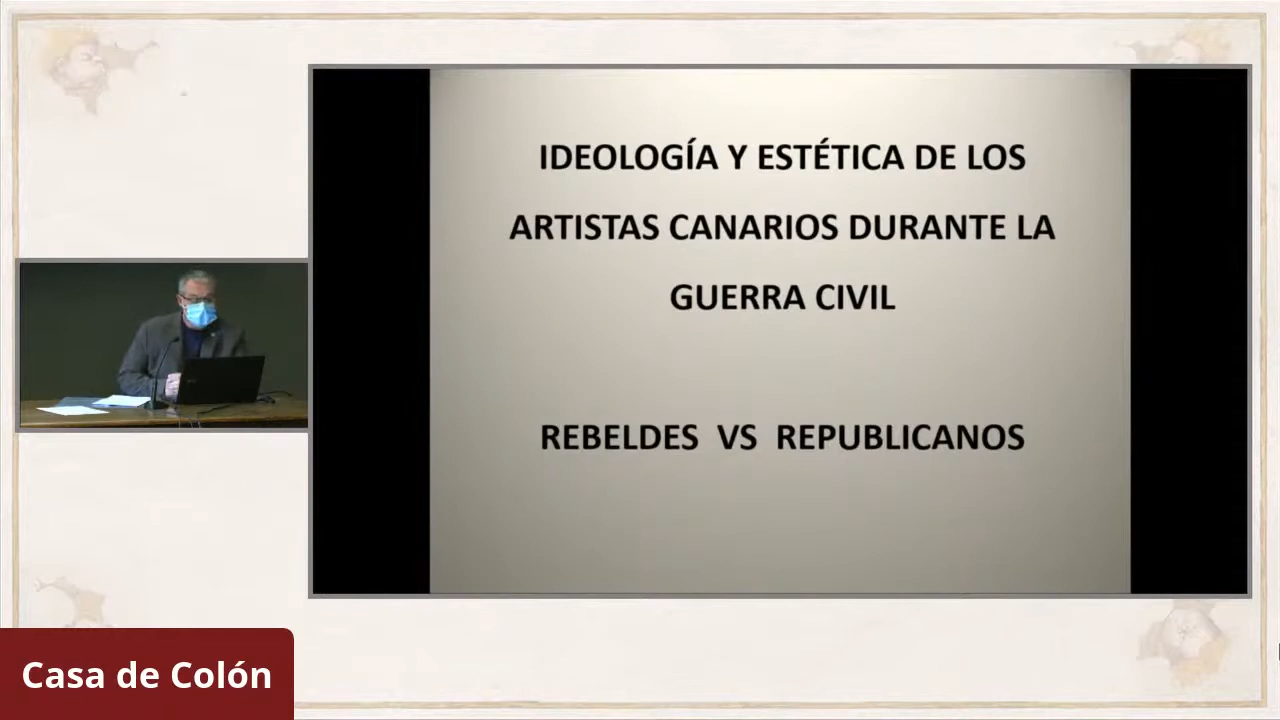 IDEOLOGÍA Y ESTÉTICA DE LOS
ARTISTAS CANARIOS DURANTE LA
GUERRA CIVIL
REBELDES VS REPUBLICANOS
Casa de Colón